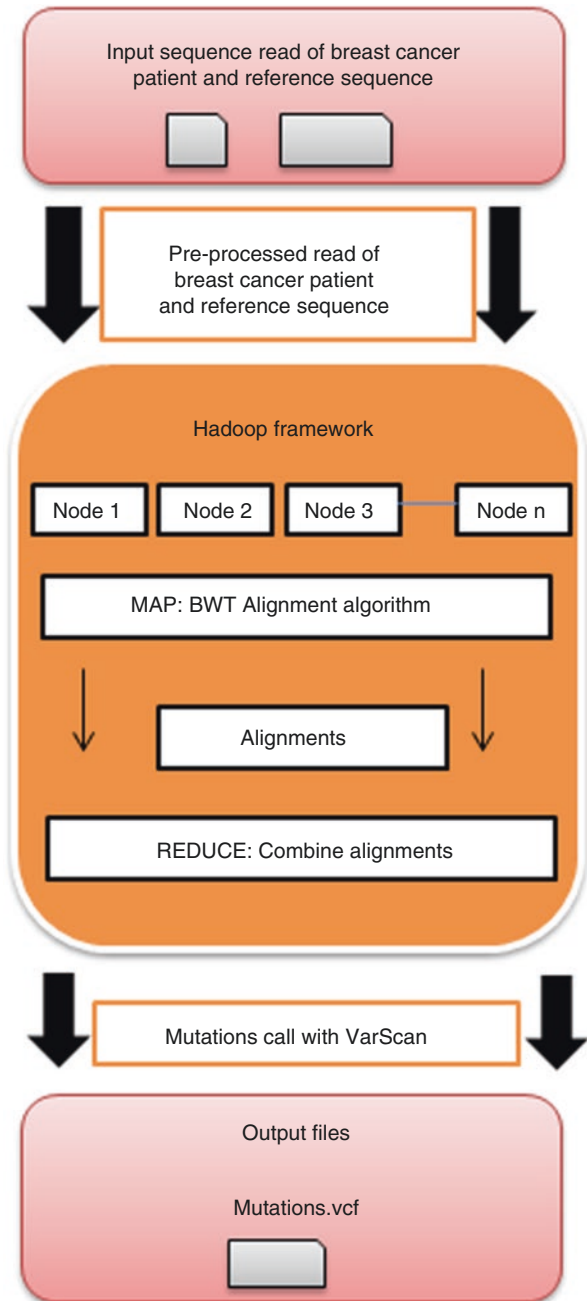 Input sequence read of breast cancer
patient and reference sequence
Pre-processed read of
breast cancer patient
and reference sequence
Hadoop framework
Node 1
Node 2
Node 3
Node n
MAP: BWT Alignment algorithm
Alignments
REDUCE: Combine alignments
Mutations call with VarScan
Output files
Mutations.vcf